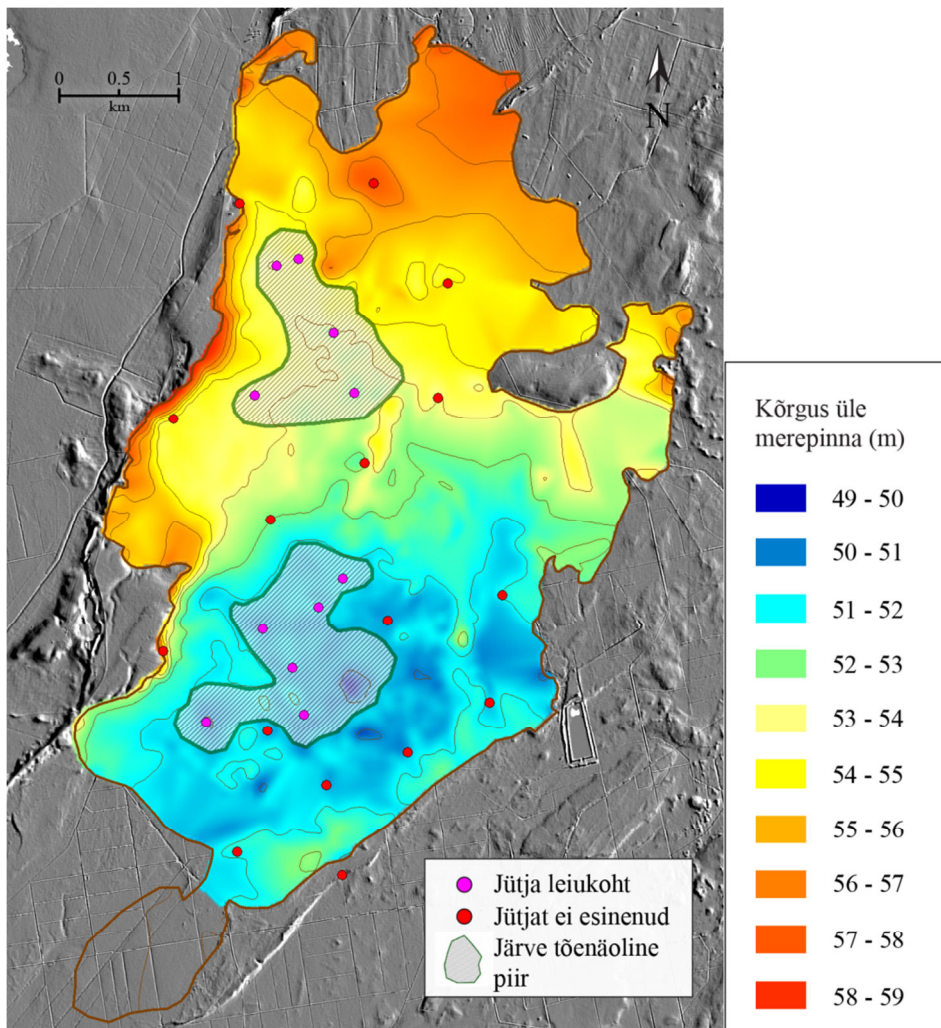 0 0.5 1
km
N
Kõrgus üle
merepinna (m)
49 - 50
50 - 51
51 - 52
52 - 53
53 - 54
54 - 55
55 - 56
56 - 57
57 - 58
58 - 59
Jütja leiukoht
Jütjat ei esinenud
Järve tõenäoline
piir